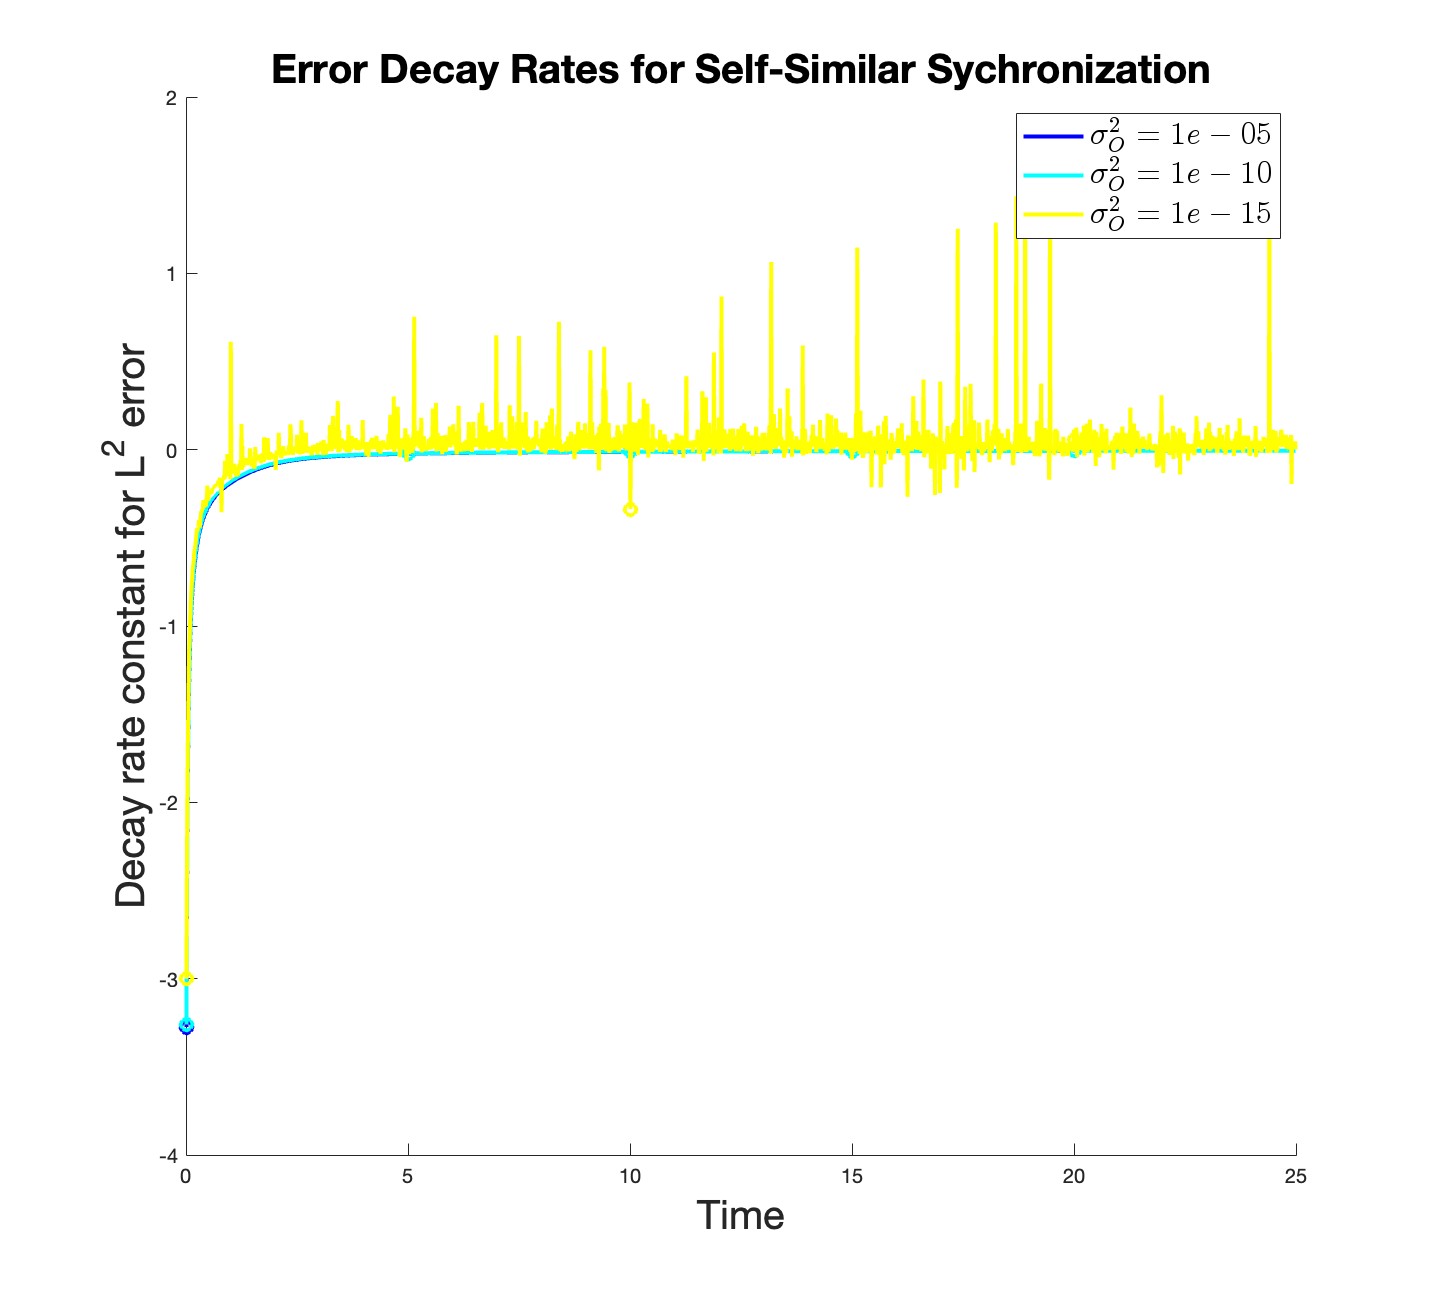 Error Decay Rates for Self-Similar Sychronization
σ_O^2 = 1e − 05
σ_O^2 = 1e − 10
σ_O^2 = 1e − 15
Decay rate constant for L^2 error
2
1
0
-1
-2
-3
-4
0 5 10 15 20 25
Time